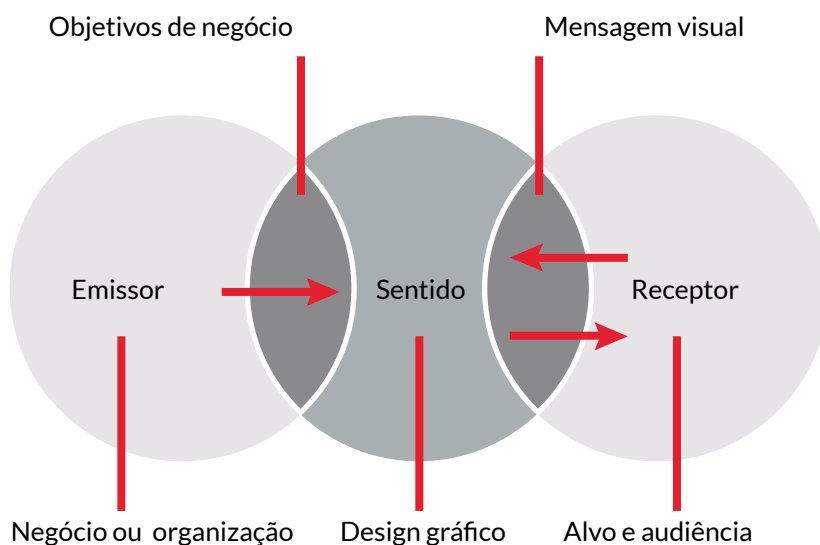 Objetivos de negócio
Mensagem visual
Emissor
Sentido
Receptor
Negócio ou organização
Design gráfico
Alvo e audiência